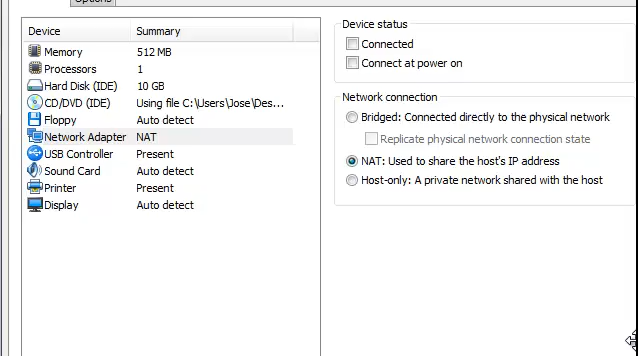 Options
Device Summary
Memory 512 MB
Processors 1
Hard Disk (IDE) 10 GB
CD/DVD (IDE) Using file C:\Users\Jose\Des...
Floppy Auto detect
Network Adapter NAT
USB Controller Present
Sound Card Auto detect
Printer Present
Display Auto detect
Device status
Connected
Connect at power on
Network connection
Bridged: Connected directly to the physical network
Replicate physical network connection state
NAT: Used to share the host's IP address
Host-only: A private network shared with the host